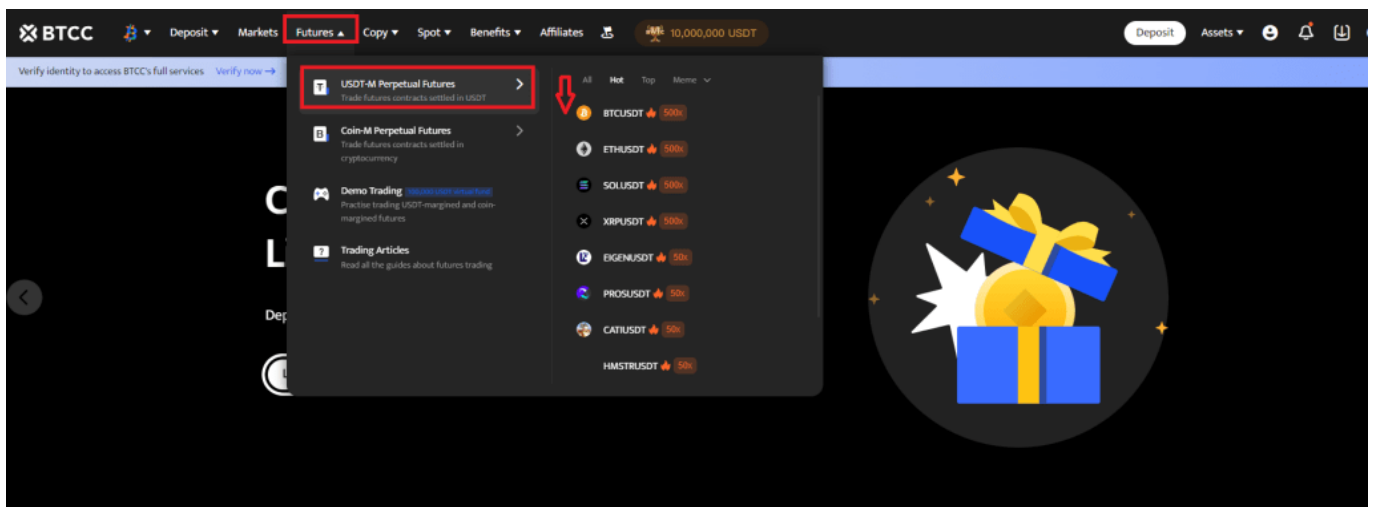 BTCC
Deposit
Markets
Futures
Copy
Spot
Benefits
Affiliates
10,000,000 USDT
Deposit
Assets
Verify identity to access BTCC's full services Verify now →
USDT-M Perpetual Futures
Trade futures contracts settled in USDT
Coin-M Perpetual Futures
Trade futures contracts settled in
cryptocurrency
Demo Trading
Practise trading USDT-margined and coin-
margined futures
Trading Articles
Read all the guides about futures trading
All Hot Top Meme
BTCUSDT 500x
ETHUSDT 500x
SOLUSDT 500x
XRPUSDT 500x
EIGENUSDT 50x
PROSUSDT 50x
CATIUSDT 50x
HMSTRUSDT 50x
C
Li
Dep